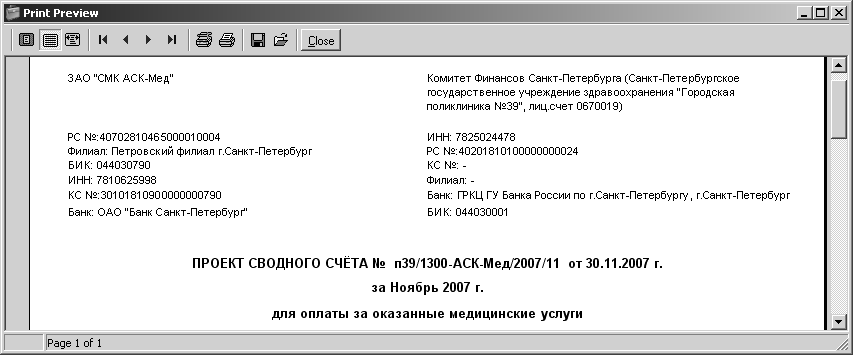 Print Preview
Close
ЗАО "СМК АСК-Мед"
Комитет Финансов Санкт-Петербурга (Санкт-Петербургское
государственное учреждение здравоохранения "Городская
поликлиника №39", лиц.счет 0670019)
РС №:40702810465000010004
Филиал: Петровский филиал г.Санкт-Петербург
БИК: 044030790
ИНН: 7810625998
КС №:30101810900000000790
Банк: ОАО "Банк Санкт-Петербург"
ИНН: 7825024478
РС №:40201810100000000024
КС №: -
Филиал: -
Банк: ГРКЦ ГУ Банка России по г.Санкт-Петербургу, г.Санкт-Петербург
БИК: 044030001
ПРОЕКТ СВОДНОГО СЧЁТА № п39/1300-АСК-Мед/2007/11 от 30.11.2007 г.
за Ноябрь 2007 г.
для оплаты за оказанные медицинские услуги
Page 1 of 1